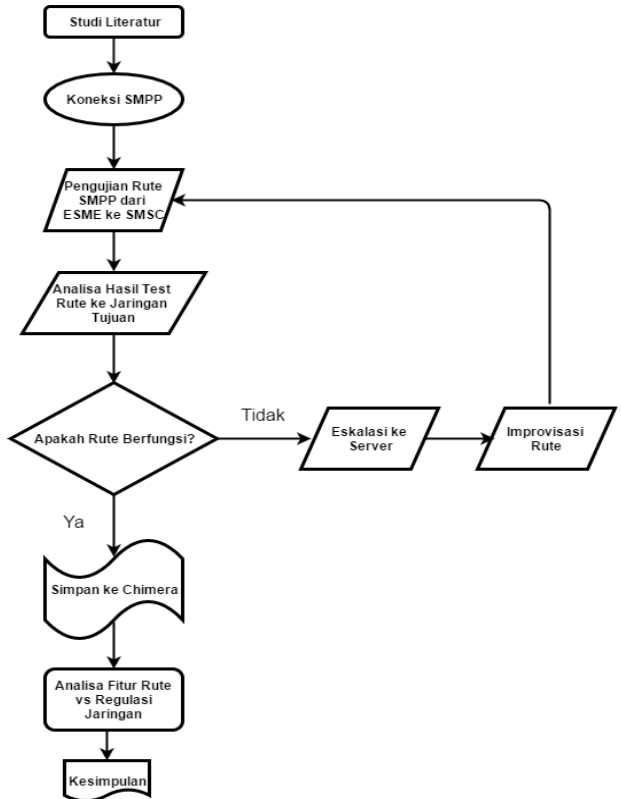 Studi Literatur
Koneksi SMPP
Pengujian Rute
SMPP dari
ESME ke SMSC
Analisa Hasil Test
Rute ke Jaringan
Tujuan
Apakah Rute Berfungsi?
Tidak
Eskalasi ke
Server
Improvisasi
Rute
Ya
Simpan ke Chimera
Analisa Fitur Rute
vs Regulasi
Jaringan
Kesimpulan